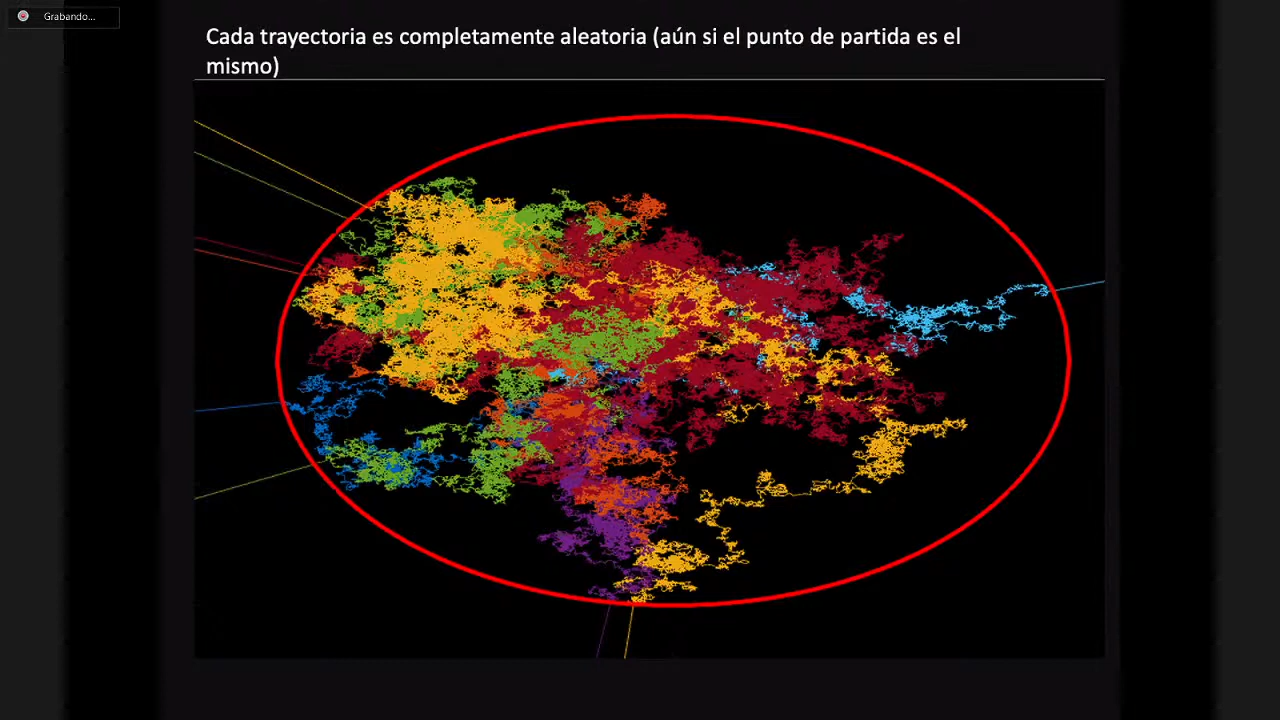 Grabando...
Cada trayectoria es completamente aleatoria (aún si el punto de partida es el
mismo)